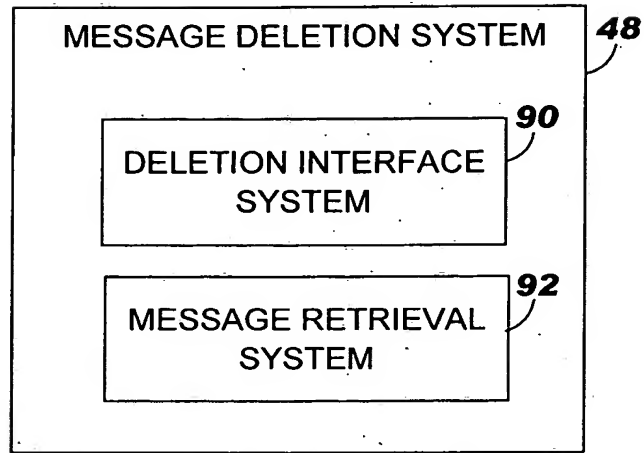 MESSAGE DELETION SYSTEM
48
90
DELETION INTERFACE
SYSTEM
92
MESSAGE RETRIEVAL
SYSTEM